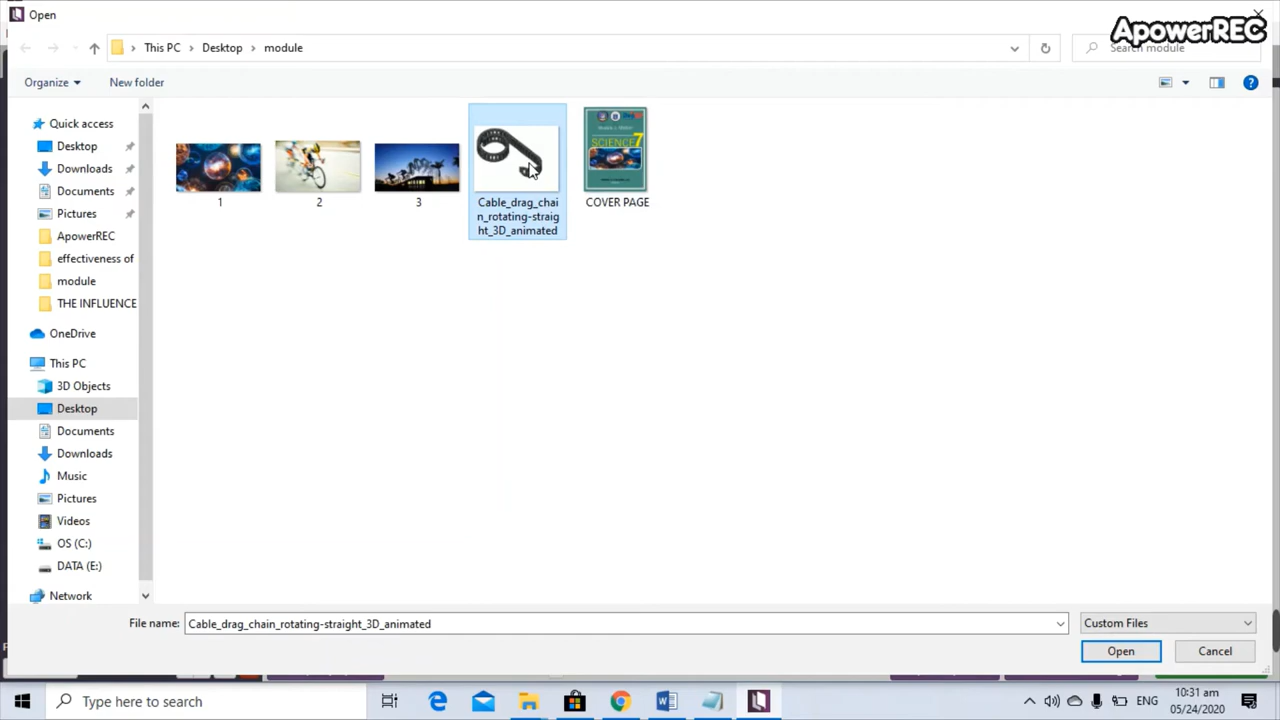 Open
ApowerREC
This PC
Desktop
module
Search module
Organize
New folder
Quick access
Desktop
Downloads
Documents
Pictures
ApowerREC
effectiveness of
module
THE INFLUENCE
OneDrive
This PC
3D Objects
Desktop
Documents
Downloads
Music
Pictures
Videos
OS (C:)
DATA (E:)
Network
SCIENCE 7
1
2
3
Cable_drag_chai
n_rotating-straig
ht_3D_animated
COVER PAGE
File name:
Cable_drag_chain_rotating-straight_3D_animated
Custom Files
Open
Cancel
Type here to search
ENG
10:31 am
05/24/2020